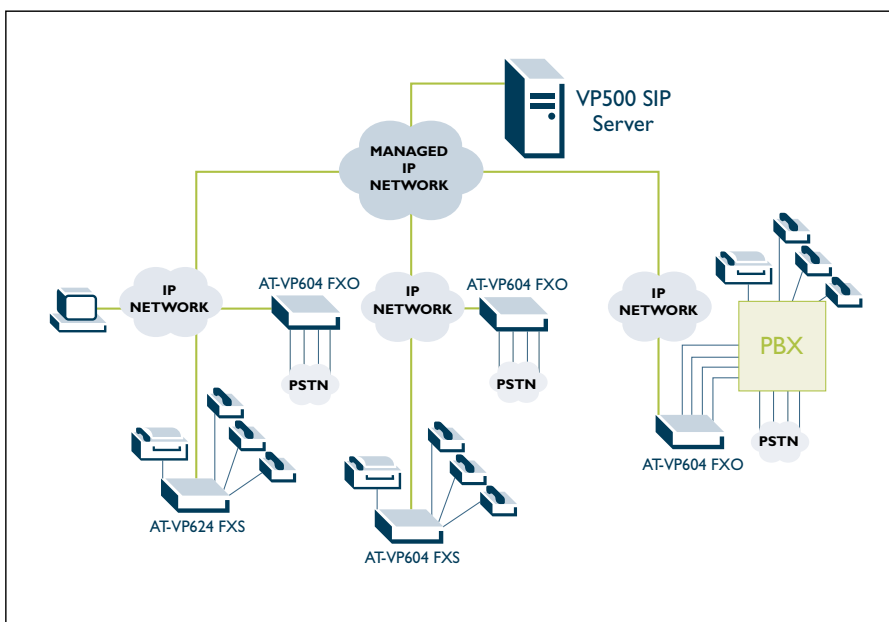 VP500 SIP
Server
MANAGED
IP
NETWORK
IP
NETWORK
AT-VP604 FXO
PSTN
AT-VP624 FXS
IP
NETWORK
AT-VP604 FXO
PSTN
AT-VP604 FXS
IP
NETWORK
PBX
PSTN
AT-VP604 FXO